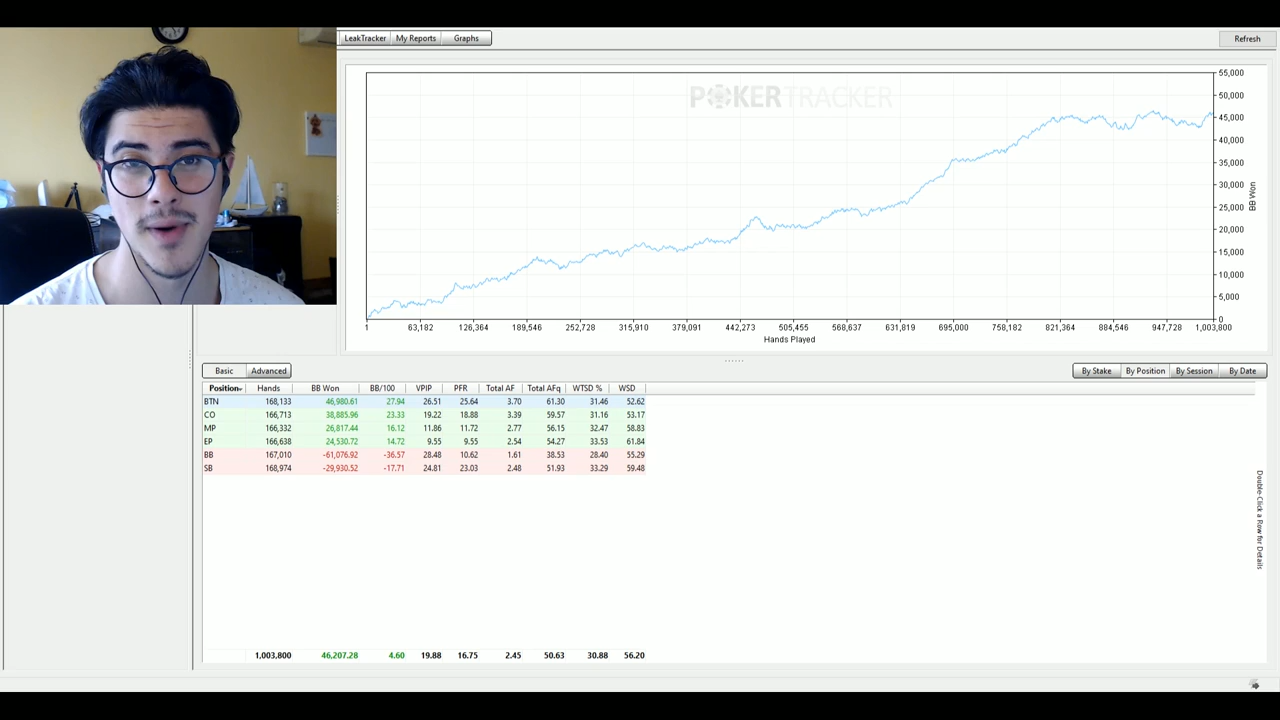 LeakTracker My Reports Graphs Refresh
POKERTRACKER
55,000
50,000
45,000
40,000
35,000
30,000
25,000
20,000
15,000
10,000
5,000
0
BB Won
1 63,182 126,364 189,546 252,728 315,910 379,091 442,273 505,455 568,637 631,819 695,000 758,182 821,364 884,546 947,728 1,003,800
Hands Played
Basic Advanced By Stake By Position By Session By Date
Position Hands BB Won BB/100 VPIP PFR Total AF Total AFq WTSD % WSD
BTN 168,133 46,980.61 27.94 26.51 25.64 3.70 61.30 31.46 52.62
CO 166,713 38,885.96 23.33 19.22 18.88 3.39 59.57 31.16 53.17
MP 166,332 26,817.44 16.12 11.86 11.72 2.77 56.15 32.47 58.83
EP 166,638 24,530.72 14.72 9.55 9.55 2.54 54.27 33.53 61.84
BB 167,010 -61,076.92 -36.57 28.48 10.62 1.61 38.53 28.40 55.29
SB 168,974 -29,930.52 -17.71 24.81 23.03 2.48 51.93 33.29 59.48
Double-Click a Row for Details
1,003,800 46,207.28 4.60 19.88 16.75 2.45 50.63 30.88 56.20